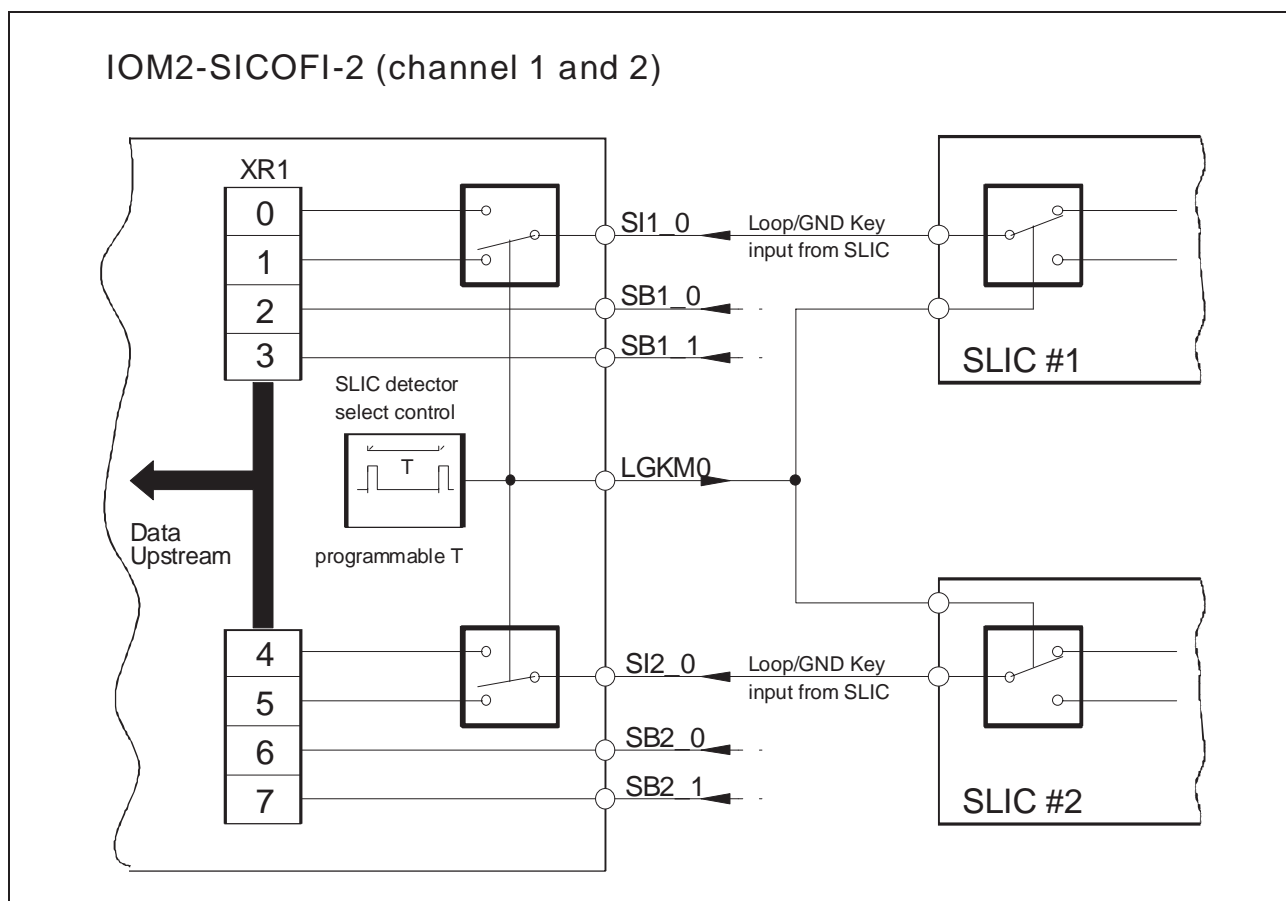 IOM2-SICOFI-2 (channel 1 and 2)
XR1
0
1
2
3
SI1_0
SB1_0
SB1_1
Loop/GND Key
input from SLIC
SLIC #1
SLIC detector
select control
T
programmable T
LGKM0
Data
Upstream
4
5
6
7
SI2_0
SB2_0
SB2_1
Loop/GND Key
input from SLIC
SLIC #2